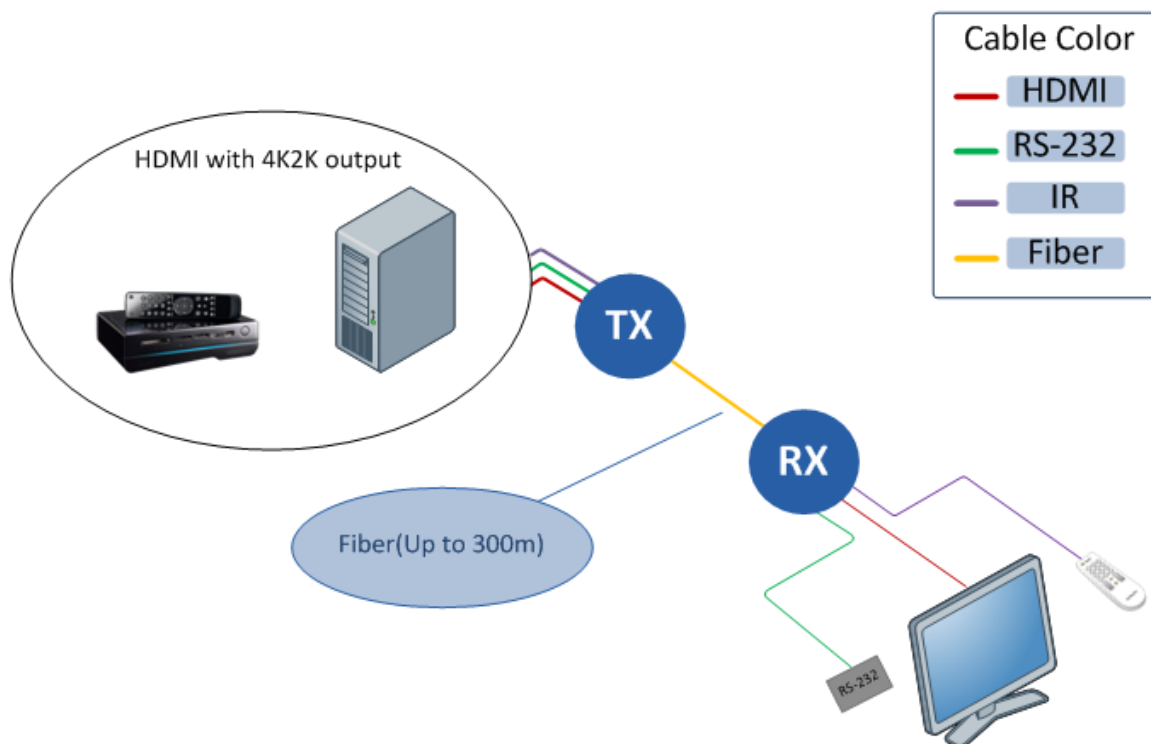 Cable Color
HDMI
RS-232
IR
Fiber
HDMI with 4K2K output
TX
RX
Fiber(Up to 300m)
RS-232